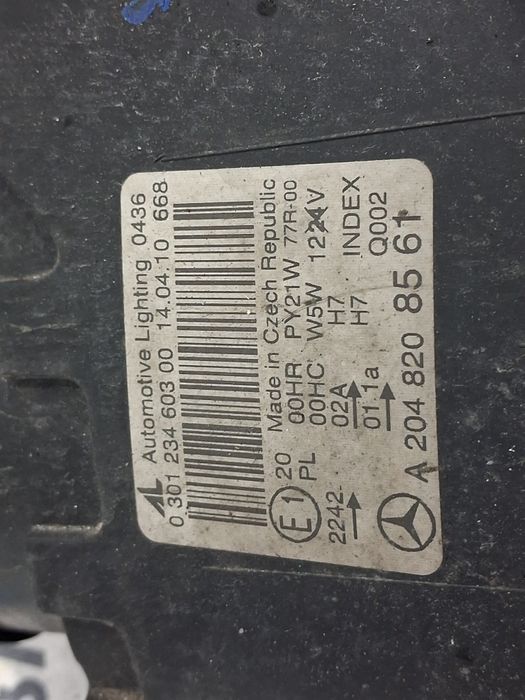 AL Automotive Lighting 0436
0 301 234 603 00 14.04.10 668
Made in Czech Republic
E1 20 00HR PY21W 77R-00
PL 00HC W5W 12V
2242 02A H7 INDEX
01 1a H7 Q002
A 204 820 85 61